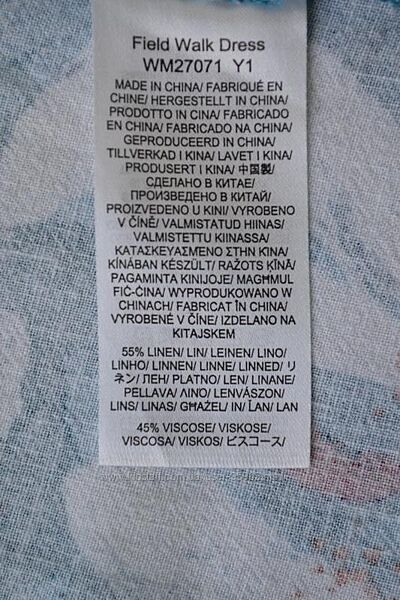 Field Walk Dress
WM27071 Y1
MADE IN CHINA/ FABRIQUÉ EN
CHINE/ HERGESTELLT IN CHINA/
PRODOTTO IN CINA/ FABRICADO
EN CHINA/ FABRICADO NA CHINA/
GEPRODUCEERD IN CHINA/
TILLVERKAD I KINA/ LAVET I KINA/
PRODUSERT I KINA/ 中国製/
СДЕЛАНО В КИТАЕ/
ПРОИЗВЕДЕНО В КИТАЙ/
PROIZVEDENO U KINI/ VYROBENO
V ČÍNĚ/ VALMISTATUD HIINAS/
VALMISTETTU KIINASSA/
ΚΑΤΑΣΚΕΥΑΣΜΈΝΟ ΣΤΗΝ ΚΊΝΑ/
KÍNÁBAN KÉSZÜLT/ RAŽOTS ĶĪNĀ/
PAGAMINTA KINIJOJE/ MAGĦMUL
FIĊ-ĊINA/ WYPRODUKOWANO W
CHINACH/ FABRICAT ÎN CHINA/
VYROBENÉ V ČÍNE/ IZDELANO NA
KITAJSKEM
55% LINEN/ LIN/ LEINEN/ LINO/
LINHO/ LINNEN/ LINNE/ LINNED/ リ
ネン/ ЛЕН/ PLATNO/ LEN/ LINANE/
PELLAVA/ ΛΙΝΟ/ LENVÁSZON/
LINS/ LINAS/ GĦAŻEL/ IN/ ĽAN/ LAN
45% VISCOSE/ VISKOSE/
VISCOSA/ VISKOS/ ビスコース/